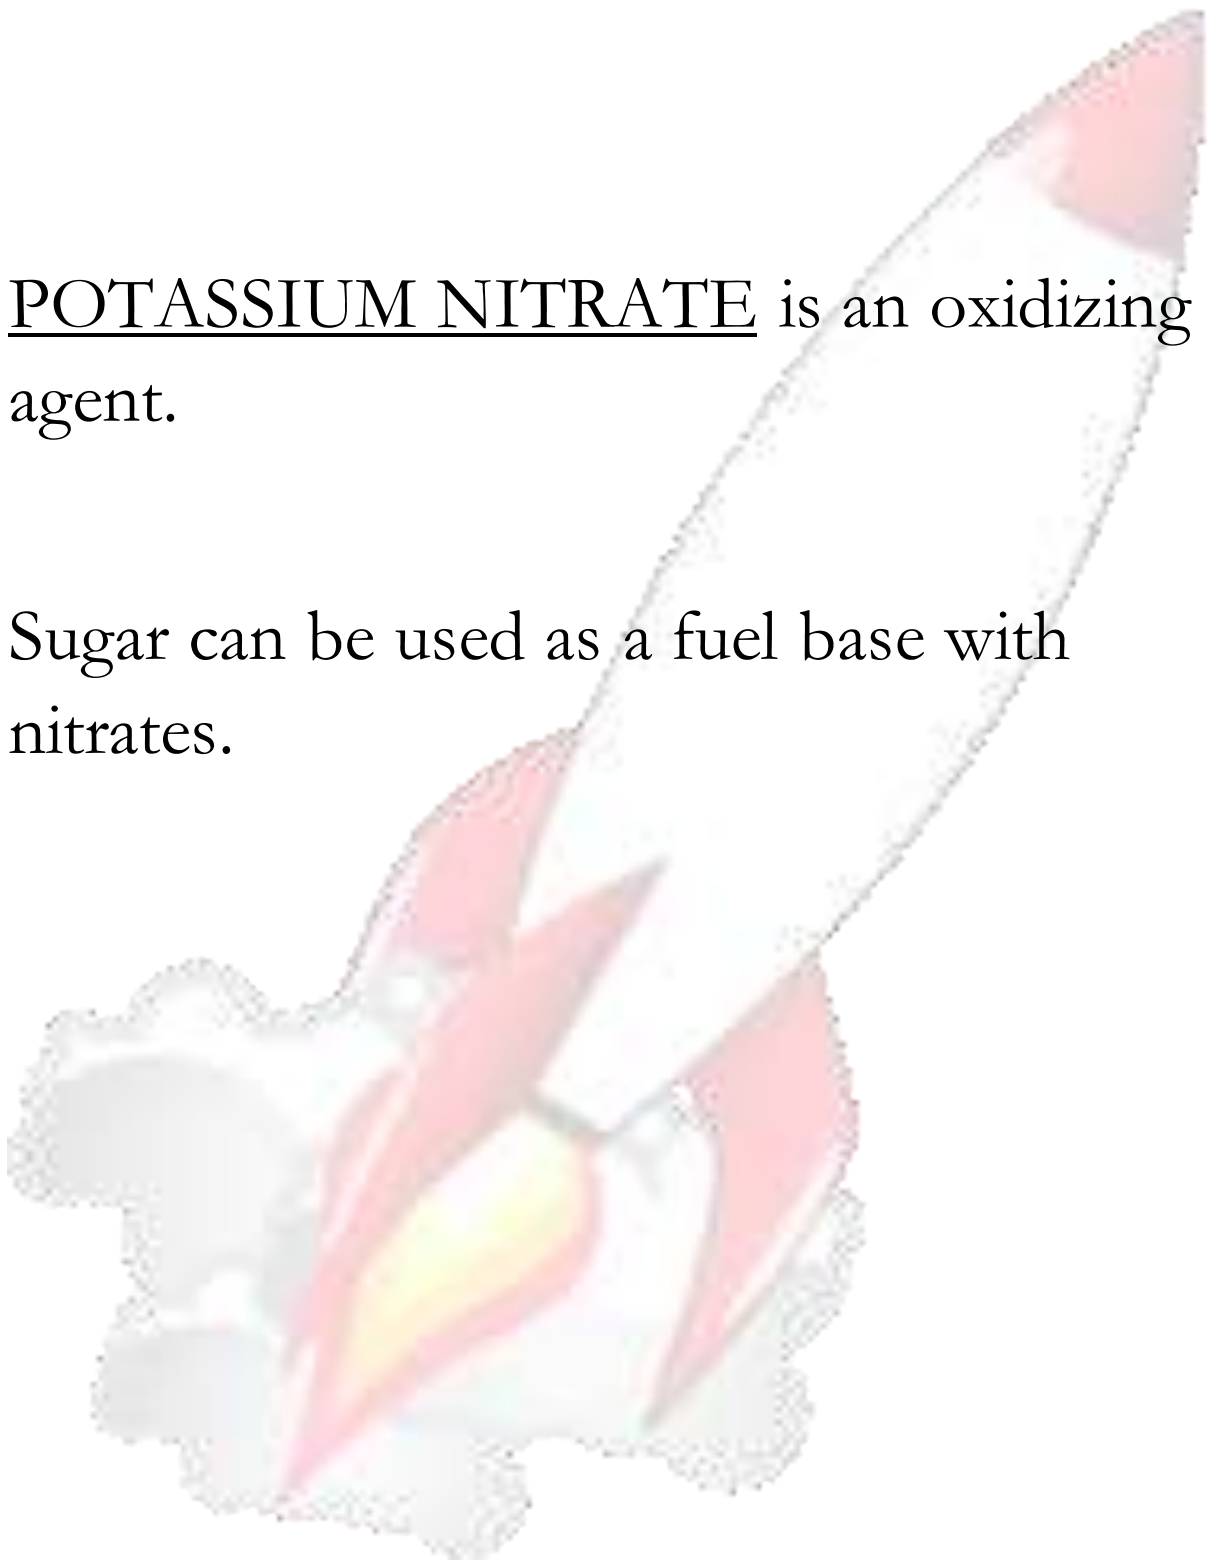 POTASSIUM NITRATE is an oxidizing
agent.
Sugar can be used as a fuel base with
nitrates.